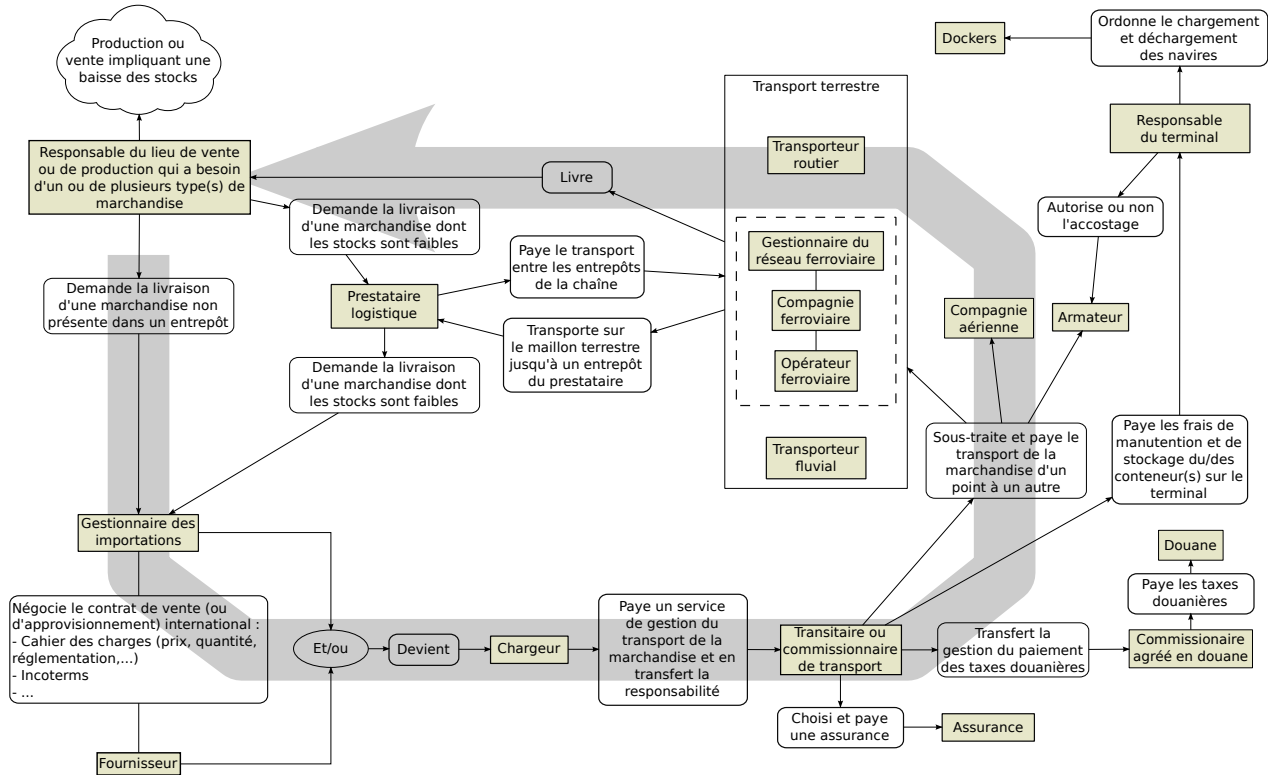 Production ou
vente impliquant une
baisse des stocks
Responsable du lieu de vente
ou de production qui a besoin
d'un ou de plusieurs type(s) de
marchandise
Demande la livraison
d'une marchandise non
présente dans un entrepôt
Demande la livraison
d'une marchandise dont
les stocks sont faibles
Prestataire
logistique
Demande la livraison
d'une marchandise dont
les stocks sont faibles
Paye le transport
entre les entrepôts
de la chaîne
Transporte sur
le maillon terrestre
jusqu'à un entrepôt
du prestataire
Livre
Transport terrestre
Transporteur
routier
Gestionnaire du
réseau ferroviaire
Compagnie
ferroviaire
Opérateur
ferroviaire
Transporteur
fluvial
Dockers
Ordonne le chargement
et déchargement
des navires
Responsable
du terminal
Autorise ou non
l'accostage
Compagnie
aérienne
Armateur
Sous-traite et paye le
transport de la
marchandise d'un
point à un autre
Paye les frais de
manutention et de
stockage du/des
conteneur(s) sur le
terminal
Gestionnaire des
importations
Négocie le contrat de vente (ou
d'approvisionnement) international :
- Cahier des charges (prix, quantité,
réglementation,...)
- Incoterms
- ...
Fournisseur
Et/ou
Devient
Chargeur
Paye un service
de gestion du
transport de la
marchandise et en
transfert la
responsabilité
Transitaire ou
commissionnaire
de transport
Transfert la
gestion du paiement
des taxes douanières
Douane
Paye les taxes
douanières
Commissionaire
agréé en douane
Choisi et paye
une assurance
Assurance